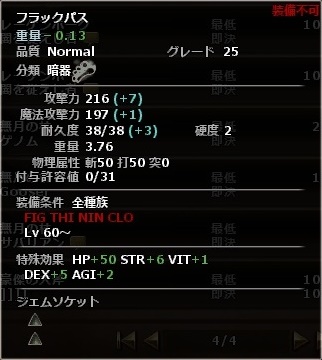 装備不可
フラックパス
重量 - 0.13
品質 Normal グレード 25
分類 暗器
攻撃力 216 (+7)
魔法攻撃力 197 (+1)
耐久度 38/38 (+3) 硬度 2
重量 3.76
物理属性 斬50 打50 突0
付与許容値 0/31
装備条件 全種族
FIG THI NIN CLO
Lv 60～
特殊効果 HP+50 STR+6 VIT+1
DEX+5 AGI+2
ジェムソケット
4/4